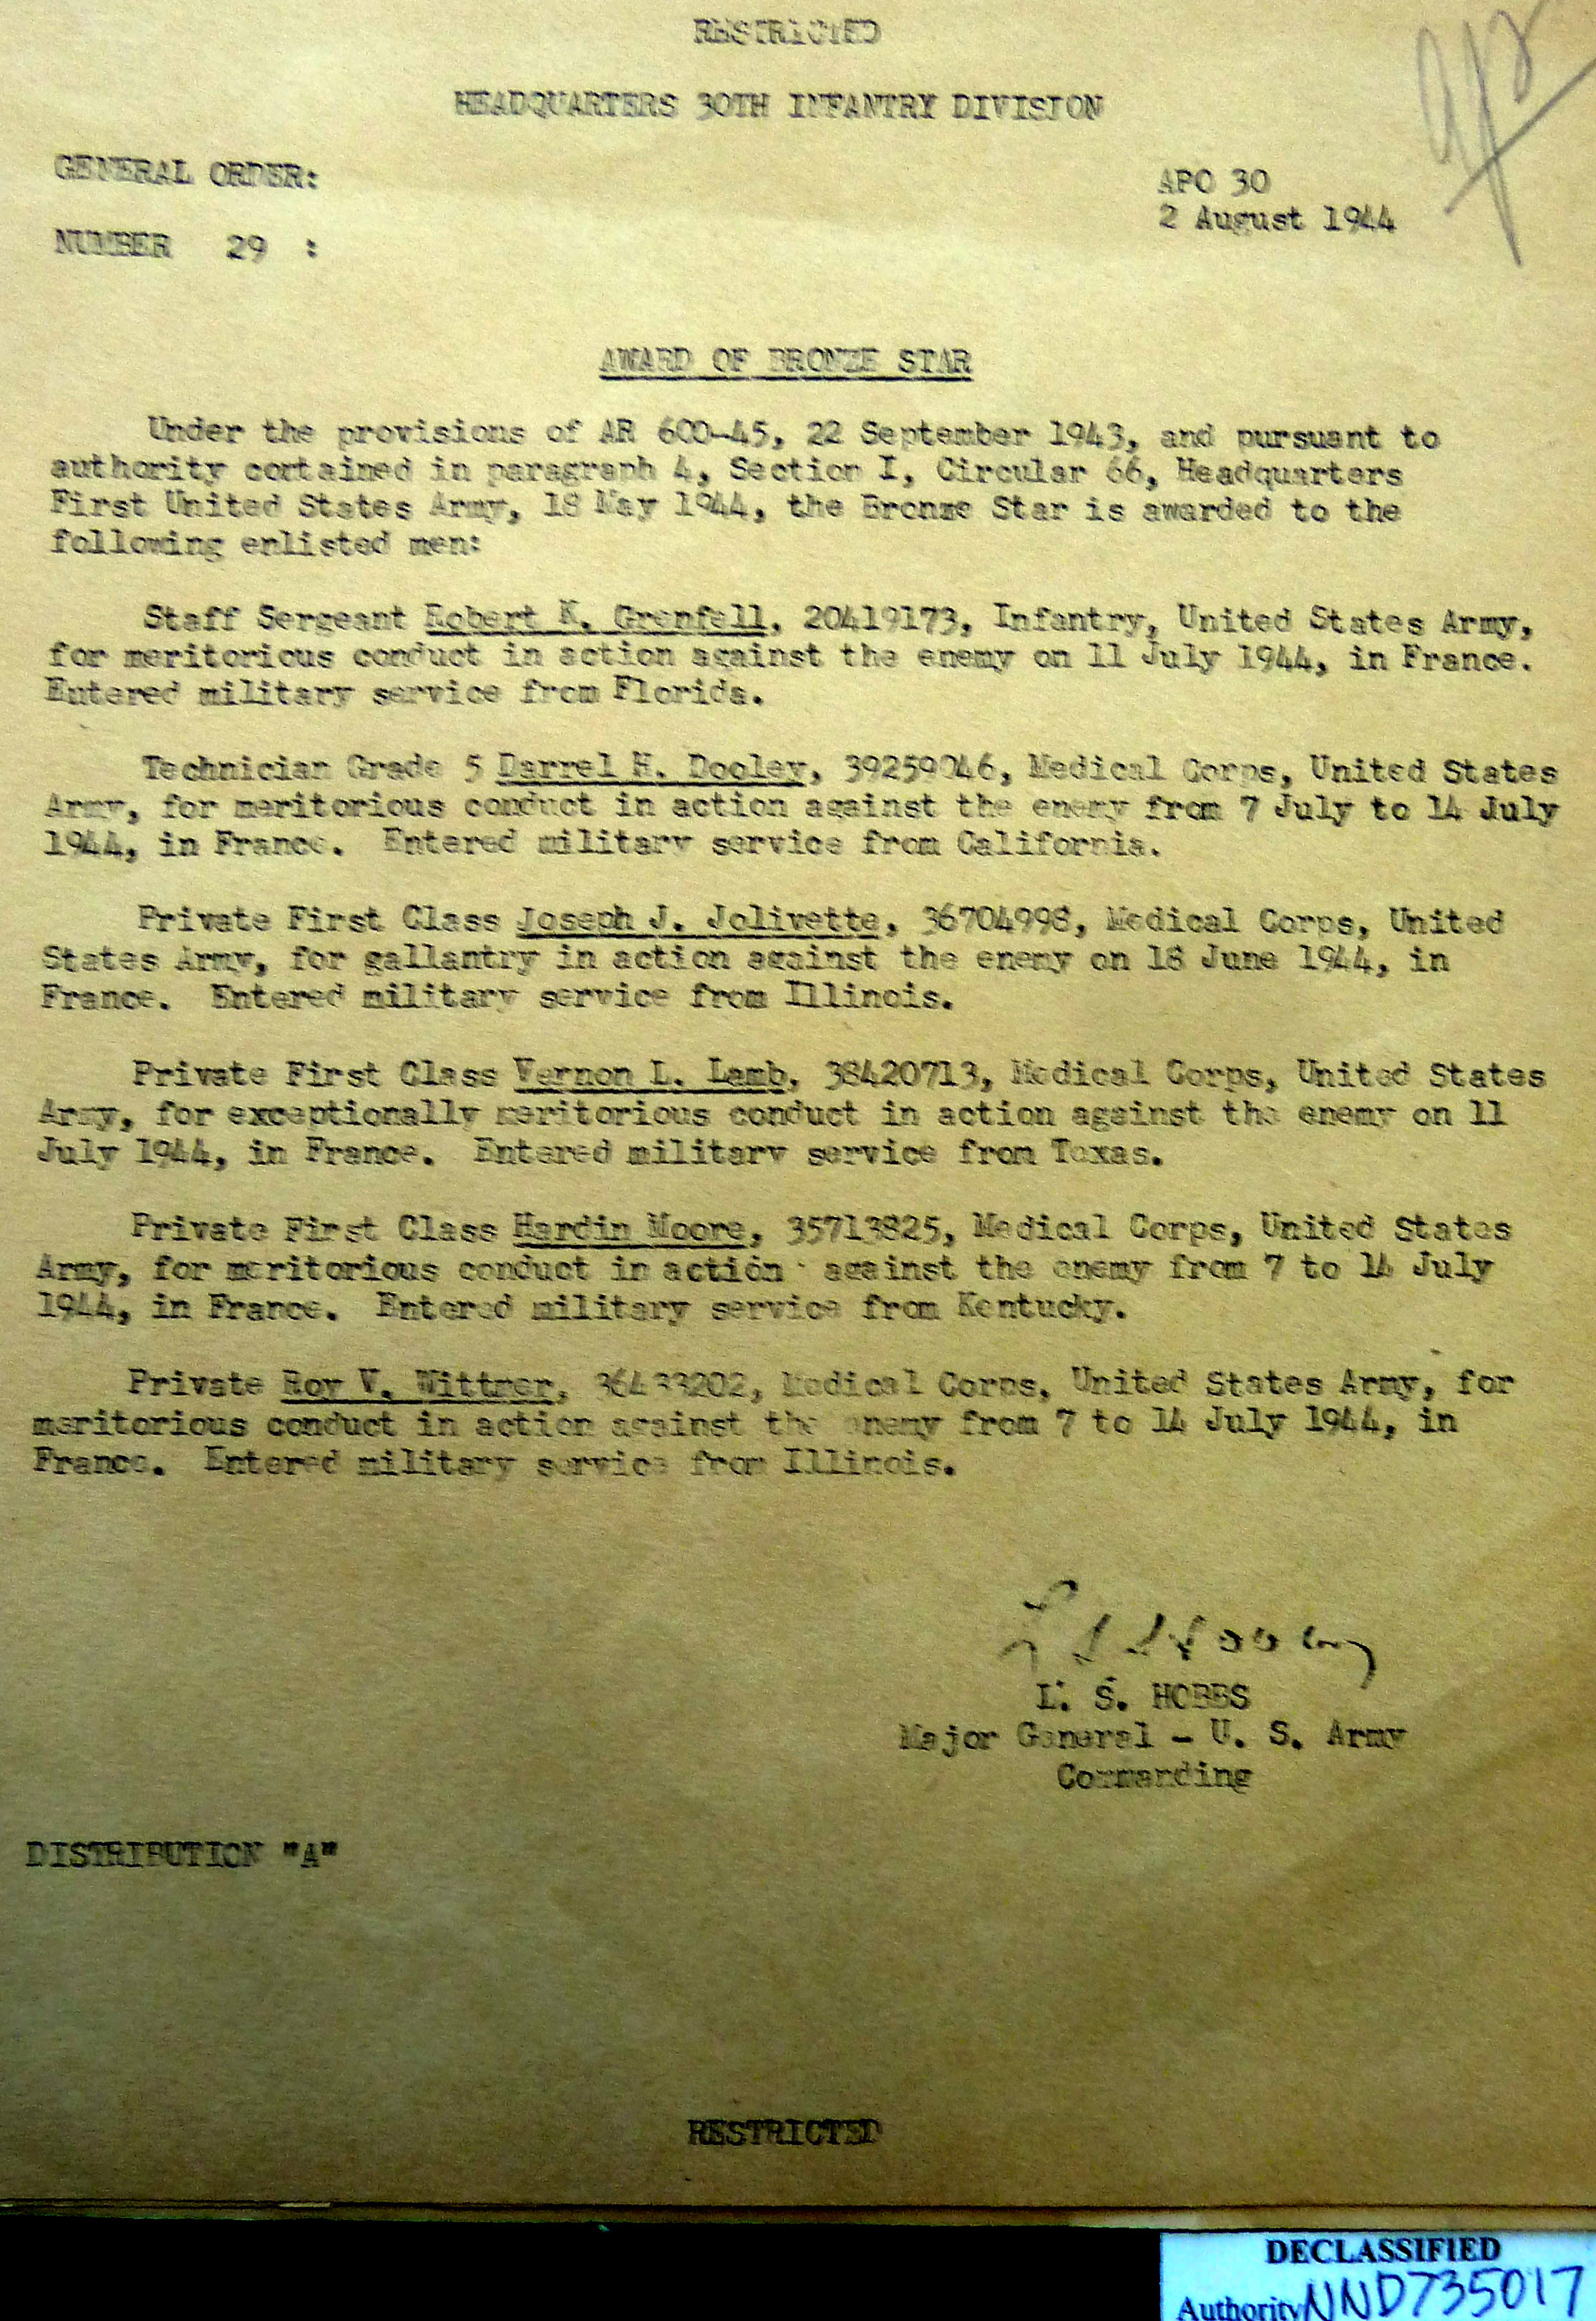 RESTRICTED
HEADQUARTERS 30TH INFANTRY DIVISION
GENERAL ORDER:
APO 30
2 August 1944
NUMBER 29 :
AWARD OF BRONZE STAR
Under the provisions of AR 600-45, 22 September 1943, and pursuant to
authority contained in paragraph 4, Section I, Circular 66, Headquarters
First United States Army, 18 May 1944, the Bronze Star is awarded to the
following enlisted men:
Staff Sergeant Robert K. Grenfell, 20419173, Infantry, United States Army,
for meritorious conduct in action against the enemy on 11 July 1944, in France.
Entered military service from Florida.
Technician Grade 5 Darrel H. Dooley, 39259046, Medical Corps, United States
Army, for meritorious conduct in action against the enemy from 7 July to 14 July
1944, in France. Entered military service from California.
Private First Class Joseph J. Jolivette, 36704998, Medical Corps, United
States Army, for gallantry in action against the enemy on 18 June 1944, in
France. Entered military service from Illinois.
Private First Class Vernon L. Lamb, 38420713, Medical Corps, United States
Army, for exceptionally meritorious conduct in action against the enemy on 11
July 1944, in France. Entered military service from Texas.
Private First Class Hardin Moore, 35713825, Medical Corps, United States
Army, for meritorious conduct in action against the enemy from 7 to 14 July
1944, in France. Entered military service from Kentucky.
Private Roy V. Wittmer, 36433202, Medical Corps, United States Army, for
meritorious conduct in action against the enemy from 7 to 14 July 1944, in
France. Entered military service from Illinois.
L. S. HOBBS
Major General - U. S. Army
Commanding
DISTRIBUTION "A"
RESTRICTED
DECLASSIFIED
Authority NND735017